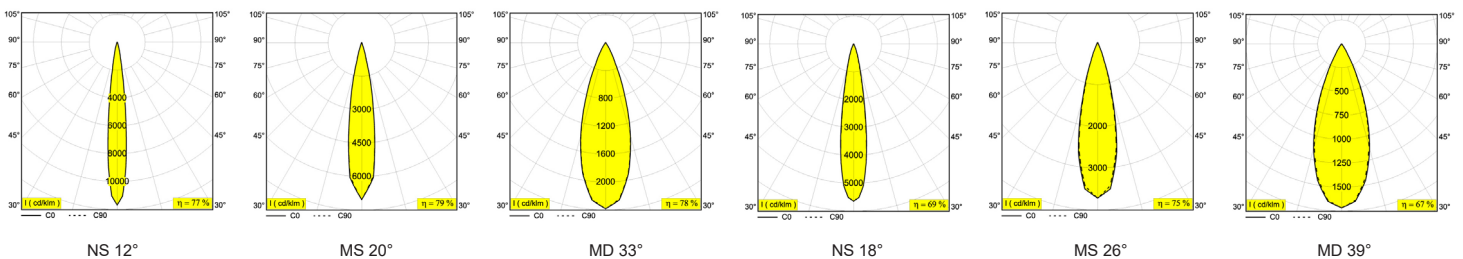 105° 105°
90° 90°
75° 75°
60° 60°
45° 45°
30° 30°
4000
6000
8000
10000
I ( cd/klm )
η = 77 %
C0 C90
NS 12°
105° 105°
90° 90°
75° 75°
60° 60°
45° 45°
30° 30°
3000
4500
6000
I ( cd/klm )
η = 79 %
C0 C90
MS 20°
105° 105°
90° 90°
75° 75°
60° 60°
45° 45°
30° 30°
800
1200
1600
2000
I ( cd/klm )
η = 78 %
C0 C90
MD 33°
105° 105°
90° 90°
75° 75°
60° 60°
45° 45°
30° 30°
2000
3000
4000
5000
I ( cd/klm )
η = 69 %
C0 C90
NS 18°
105° 105°
90° 90°
75° 75°
60° 60°
45° 45°
30° 30°
2000
3000
I ( cd/klm )
η = 75 %
C0 C90
MS 26°
105° 105°
90° 90°
75° 75°
60° 60°
45° 45°
30° 30°
500
750
1000
1250
1500
I ( cd/klm )
η = 67 %
C0 C90
MD 39°